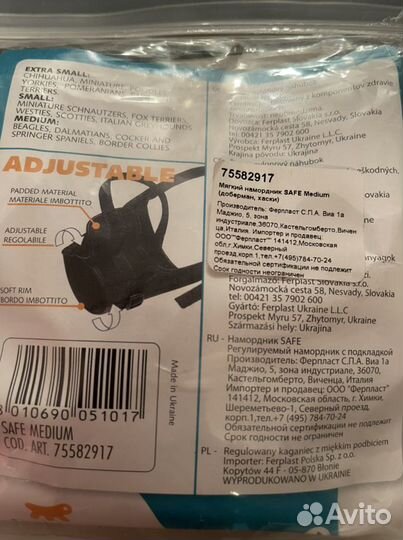 EXTRA SMALL:
CHIHUAHUA, MINIATURE POODLES,
YORKIES, POMERANIANS
TERRIERS.
SMALL:
MINIATURE SCHNAUTZERS, FOX TERRIERS,
WESTIES, SCOTTIES, ITALIAN GREYHOUNDS
MEDIUM:
BEAGLES, DALMATIANS, COCKER AND
SPRINGER SPANIELS, BORDER COLLIES
ADJUSTABLE
PADDED MATERIAL
MATERIALE IMBOTTITO
ADJUSTABLE
REGOLABILE
SOFT RIM
BORDO IMBOTTITO
Made in Ukraine
8 010690 051017
SAFE MEDIUM
COD. ART. 75582917
Ferplast Slovakia s.r.o.
Novozámocká cesta 58, Nesvady, Slovakia
tel: 00421 35 7902 600
Výrobca: Ferplast Ukraine L.L.C.
Prospekt Myru 57, Zhytomyr, Ukraine
Krajina pôvodu: Ukrajina
75582917
Мягкий намордник SAFE Medium
(доберман, хаски)
Производитель: Ферпласт С.П.А. Виа 1а
Маджио, 5, зона
индустриале,36070,Кастельгомберто,Вичен
ца,Италия. Импортер и продавец:
ООО"Ферпласт" 141412,Московская
обл.г.Химки.Северный
проезд.корп.1,тел.+7(495)784-70-24
Обязательной сертификации не подлежит
Срок годности неограничен
Forgalmazó: Ferplast Slovakia s.r.o.
Novozámocká cesta 58, Nesvady, Slovakia
tel: 00421 35 7902 600
Gyártó: Ferplast Ukraine L.L.C.
Prospekt Myru 57, Zhytomyr, Ukraine
Származási hely: Ukrajna
RU - Намордник SAFE
Регулируемый намордник с подкладкой
Производитель: Ферпласт С.П.А. Виа 1а
Маджио, 5, зона индустриале, 36070,
Кастельгомберто, Виченца, Италия
Импортер и продавец: ООО "Ферпласт"
141412, Московская область, г. Химки,
Шереметьево-1, Северный проезд,
корп.1,тел.+7 (495) 784-70-24
Обязательной сертификации не подлежит
Срок годности не ограничен
PL - Regulowany kaganiec z miękkim podbiciem
Importer: Ferplast Polska Sp. z o.o.
Kopytów 44 F - 05-870 Błonie
WYPRODUKOWANO W UKRAINIE
Avito